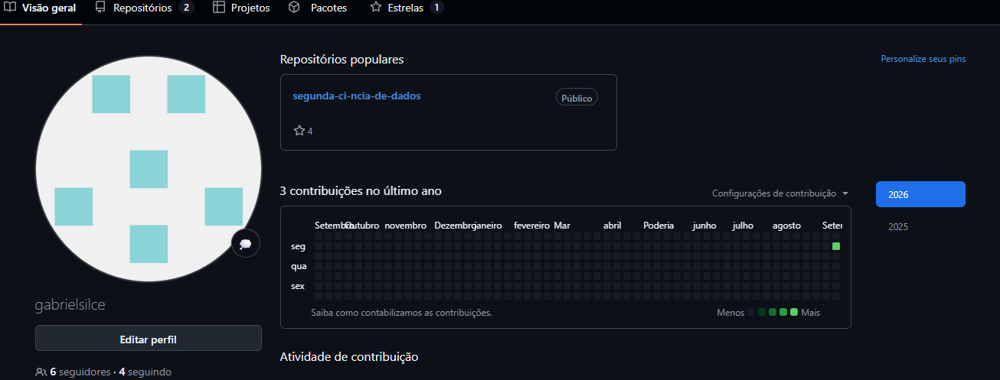 Visão geral Repositórios 2 Projetos Pacotes Estrelas 1
Repositórios populares Personalize seus pins
segunda-ci-ncia-de-dados Público
4
3 contribuições no último ano Configurações de contribuição 2026
2025
Setembro Outubro novembro Dezembro janeiro fevereiro Mar abril Poderia junho julho agosto Seter
seg
qua
sex
Saiba como contabilizamos as contribuições. Menos Mais
gabrielsilce
Editar perfil
Atividade de contribuição
6 seguidores · 4 seguindo